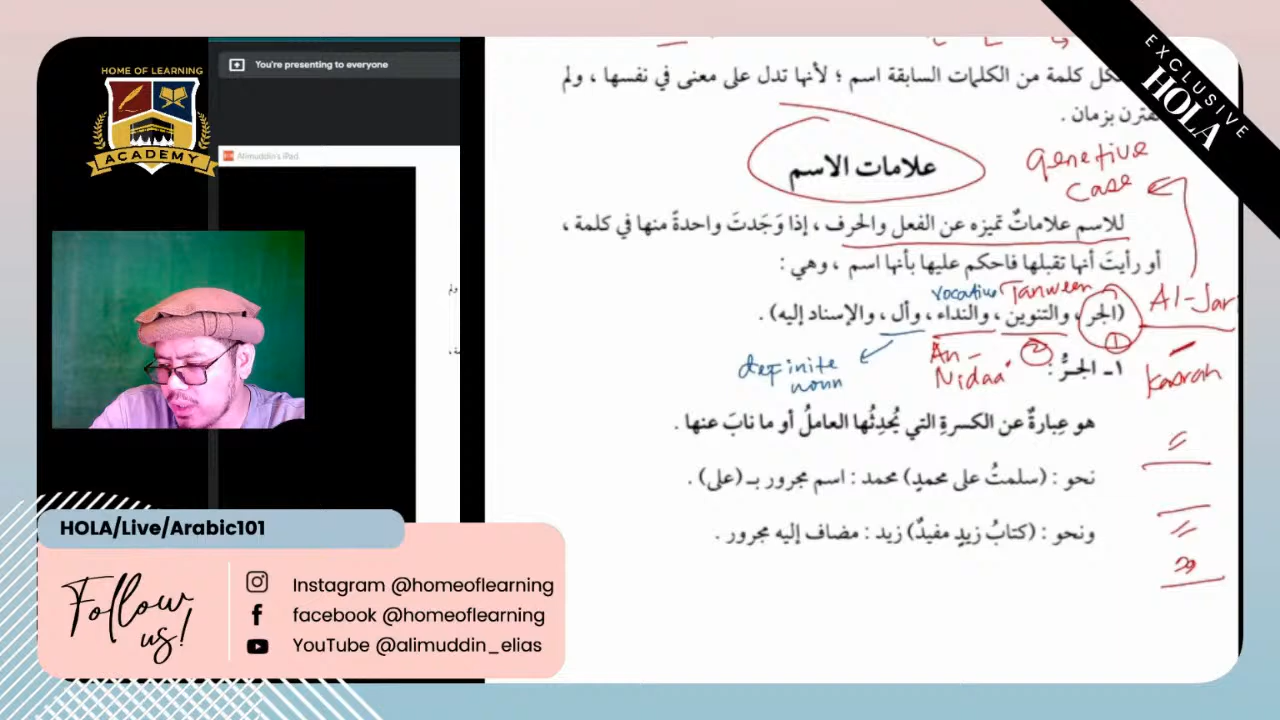 HOME OF LEARNING
ACADEMY
You're presenting to everyone
Alimuddin's iPad
EXCLUSIVE
HOLA
كل كلمة من الكلمات السابقة اسم ؛ لأنها تدل على معنى في نفسها ، ولم
بزمان .
علامات الاسم
Genetive
case
للاسم علاماتٌ تميزه عن الفعل والحرف ، إذا وَجَدتَ واحدةً منها في كلمة ،
أو رأيتَ أنها تقبلها فاحكم عليها بأنها اسم ، وهي :
vocative Tanween
Al-Jar
(الجر ، والتنوين ، والنداء ، وأل ، والإسناد إليه) .
1
2
definite
noun
An-
Nidaa'
kasrah
١ـ الجـرُّ :
هو عِبارةٌ عن الكسرةِ التي يُحدِثُها العاملُ أو ما نابَ عنها .
نحو : (سلمتُ على محمدٍ) محمد : اسم مجرور بـ (على) .
ونحو : (كتابُ زيدٍ مفيدٌ) زيد : مضاف إليه مجرور .
ولم
HOLA/Live/Arabic101
Follow
us!
Instagram @homeoflearning
facebook @homeoflearning
YouTube @alimuddin_elias